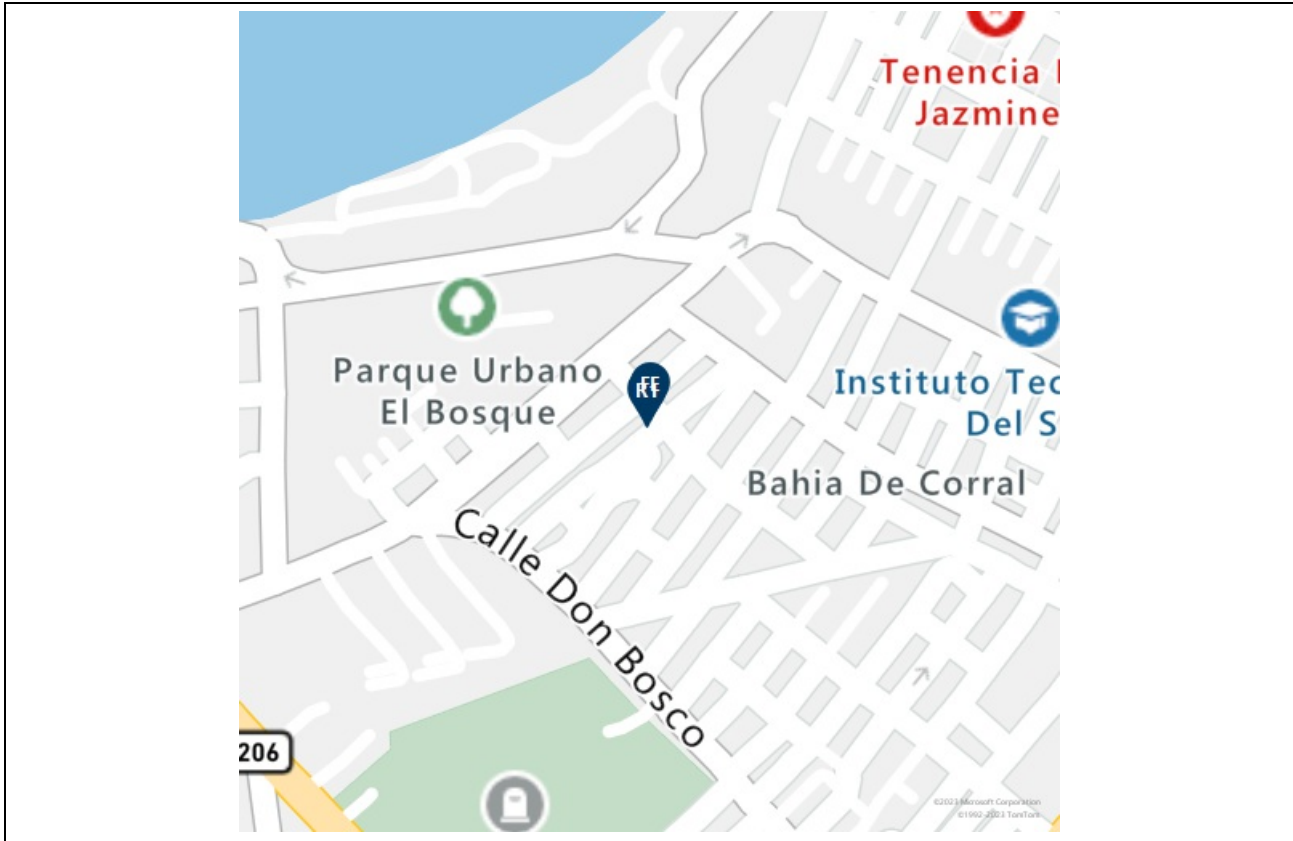 Tenencia
Jazmine
Parque Urbano
El Bosque
Instituto Tec
Del S
Bahia De Corral
Calle Don Bosco
206
©2023 Microsoft Corporation
©1992-2023 TomTom